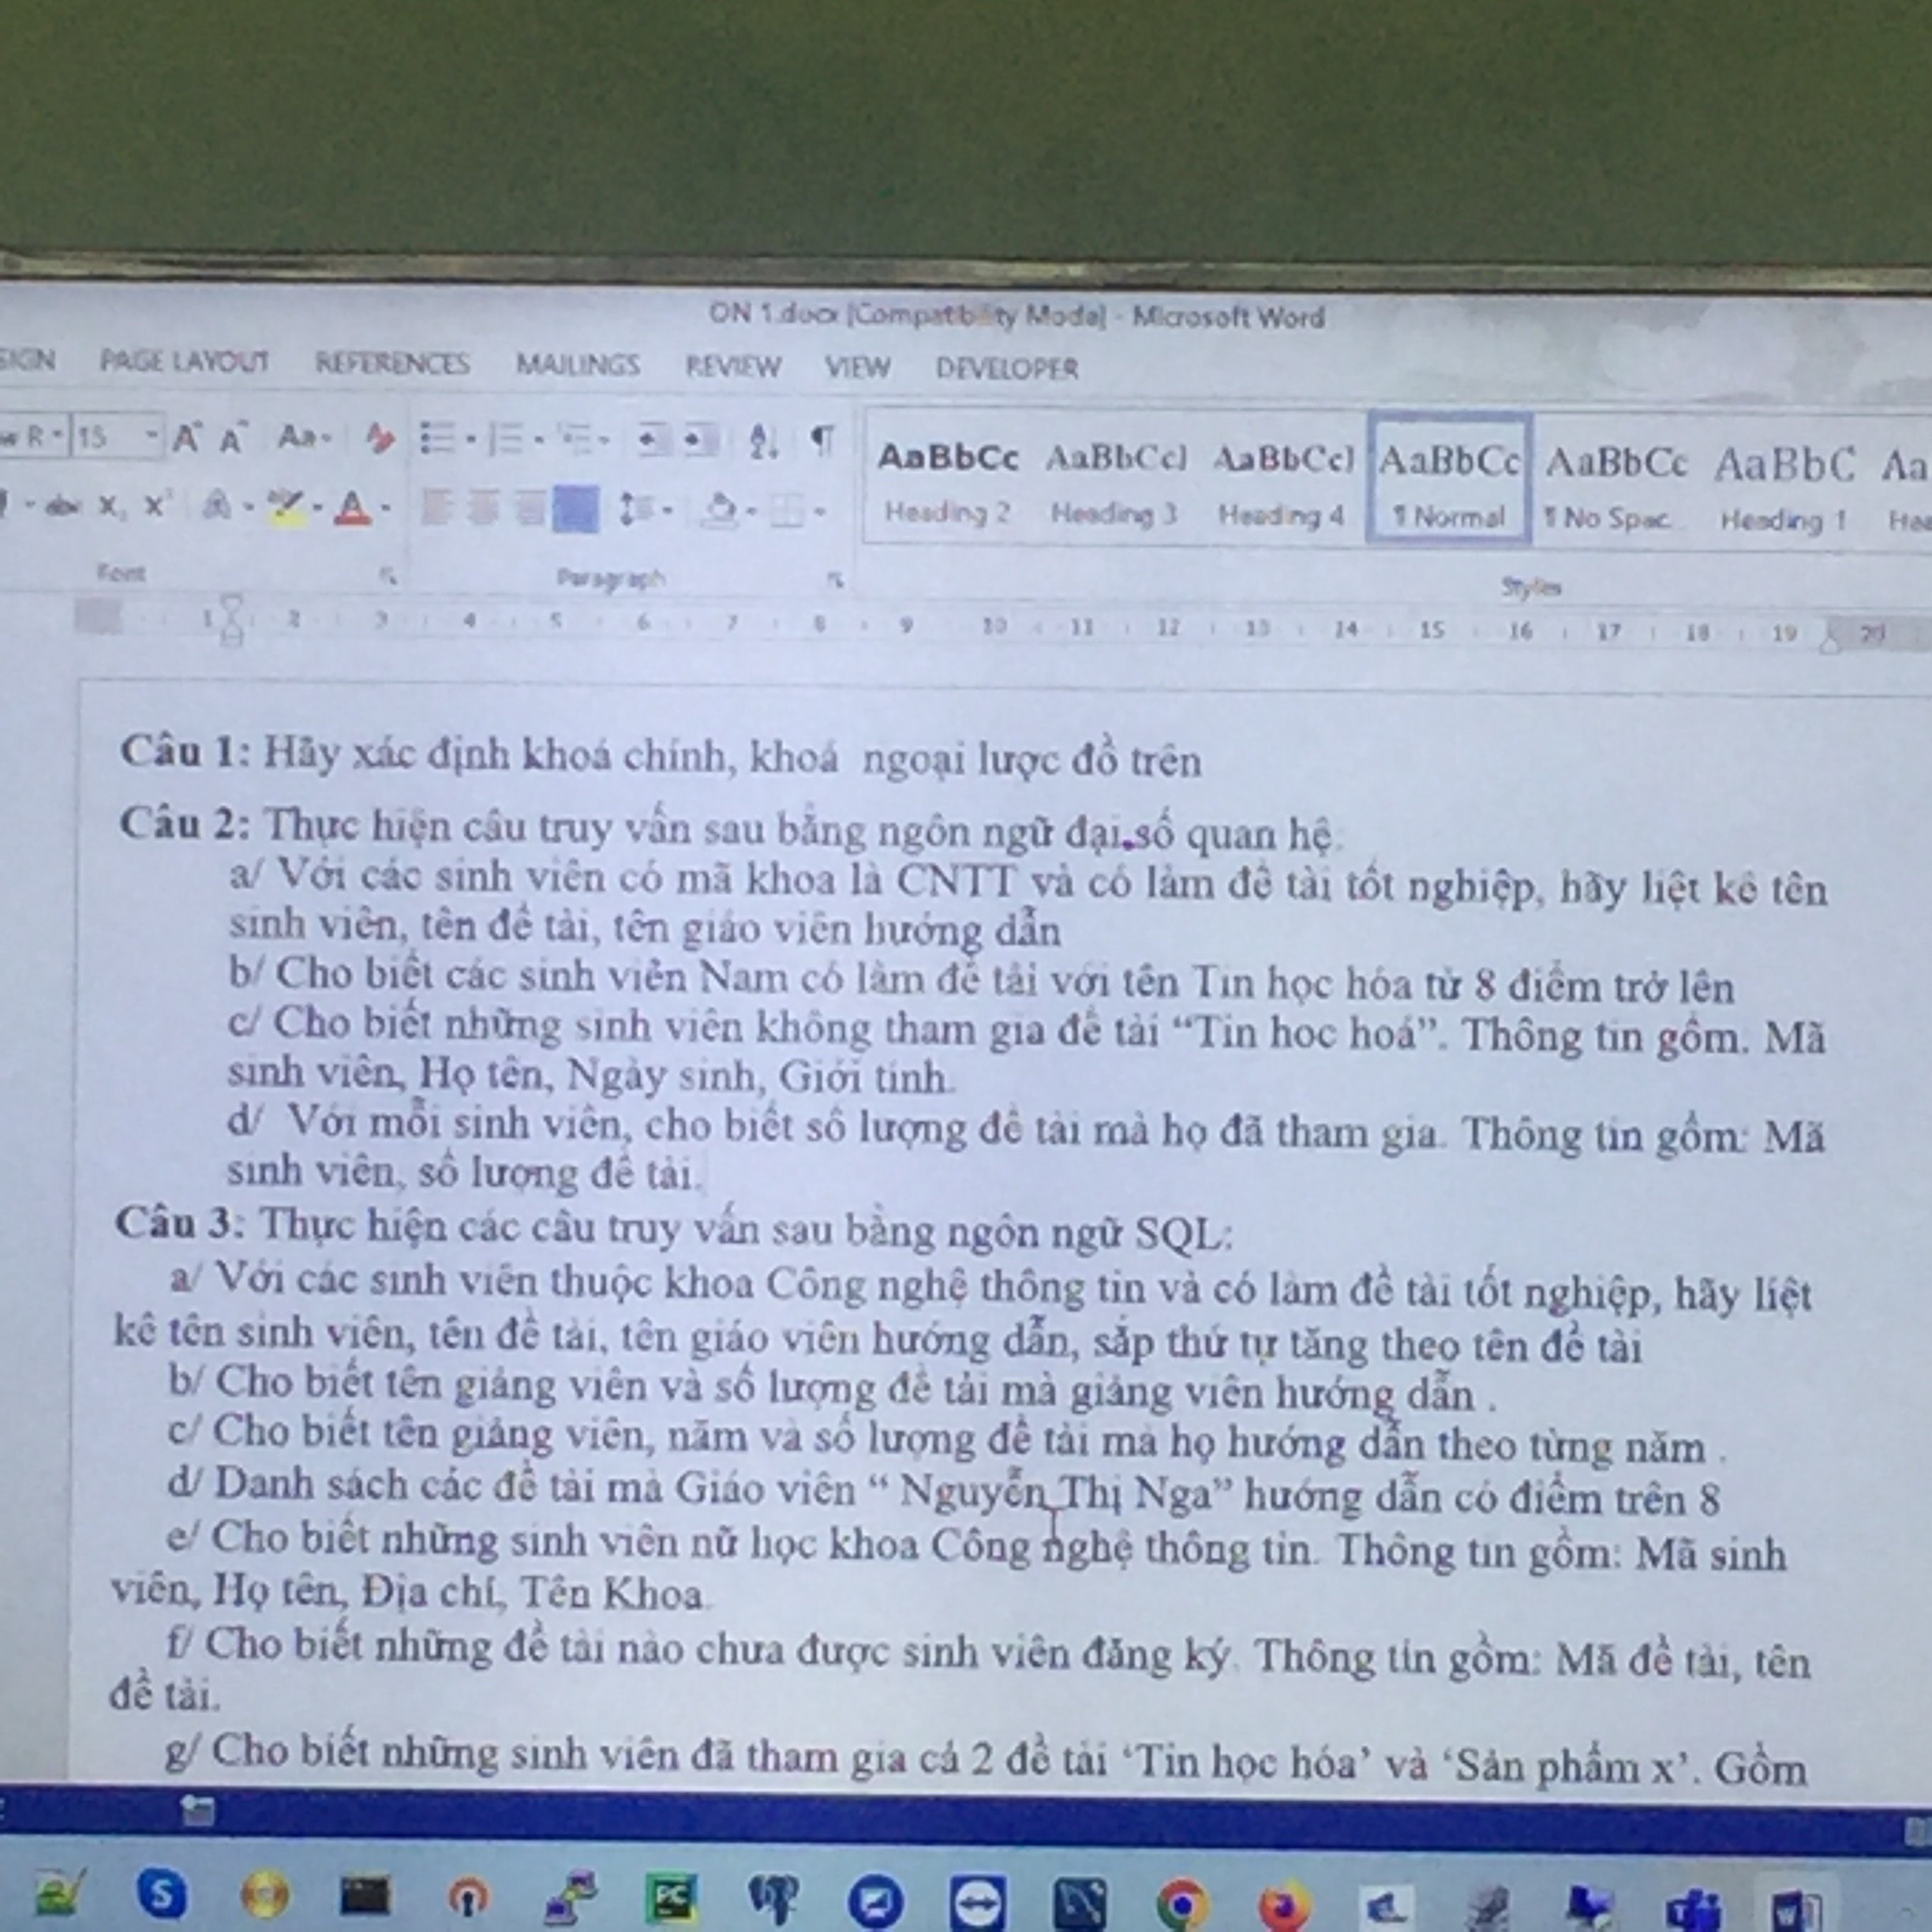 ON 1.docx [Compatibility Mode] - Microsoft Word
SIGN PAGE LAYOUT REFERENCES MAILINGS REVIEW VIEW DEVELOPER
R 15 A A Aa
AaBbCc AaBbCcI AaBbCcI AaBbCc AaBbCc AaBbC Aa
abc X₂ X² A A
Heading 2 Heading 3 Heading 4 ¶ Normal ¶ No Spac... Heading 1 Hea
Font Paragraph Styles
1 2 3 4 5 6 7 8 9 10 11 12 13 14 15 16 17 18 19 20
Câu 1: Hãy xác định khoá chính, khoá ngoại lược đồ trên
Câu 2: Thực hiện câu truy vấn sau bằng ngôn ngữ đại số quan hệ:
a/ Với các sinh viên có mã khoa là CNTT và có làm đề tài tốt nghiệp, hãy liệt kê tên
sinh viên, tên đề tài, tên giáo viên hướng dẫn
b/ Cho biết các sinh viên Nam có làm đề tài với tên Tin học hóa từ 8 điểm trở lên
c/ Cho biết những sinh viên không tham gia đề tài “Tin hoc hoá”. Thông tin gồm. Mã
sinh viên, Họ tên, Ngày sinh, Giới tính.
d/ Với mỗi sinh viên, cho biết số lượng đề tài mà họ đã tham gia. Thông tin gồm: Mã
sinh viên, số lượng đề tài.
Câu 3: Thực hiện các câu truy vấn sau bằng ngôn ngữ SQL:
a/ Với các sinh viên thuộc khoa Công nghệ thông tin và có làm đề tài tốt nghiệp, hãy liệt
kê tên sinh viên, tên đề tài, tên giáo viên hướng dẫn, sắp thứ tự tăng theo tên đề tài
b/ Cho biết tên giảng viên và số lượng đề tài mà giảng viên hướng dẫn .
c/ Cho biết tên giảng viên, năm và số lượng đề tài mà họ hướng dẫn theo từng năm .
d/ Danh sách các đề tài mà Giáo viên “ Nguyễn Thị Nga” hướng dẫn có điểm trên 8
e/ Cho biết những sinh viên nữ học khoa Công nghệ thông tin. Thông tin gồm: Mã sinh
viên, Họ tên, Địa chỉ, Tên Khoa.
f/ Cho biết những đề tài nào chưa được sinh viên đăng ký. Thông tin gồm: Mã đề tài, tên
đề tài.
g/ Cho biết những sinh viên đã tham gia cả 2 đề tài ‘Tin học hóa’ và ‘Sản phẩm x’. Gồm